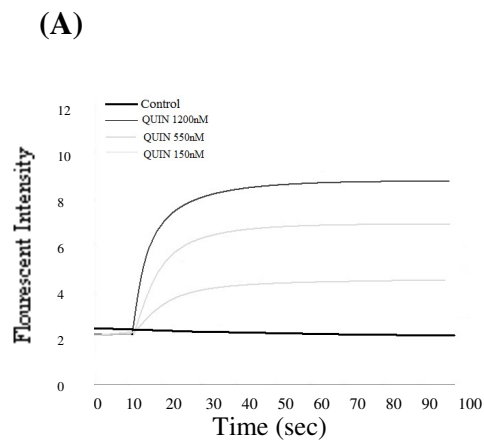 (A)
Control
QUIN 1200nM
QUIN 550nM
QUIN 150nM
12
10
8
6
4
2
0
Flourescent Intensity
0 10 20 30 40 50 60 70 80 90 100
Time (sec)